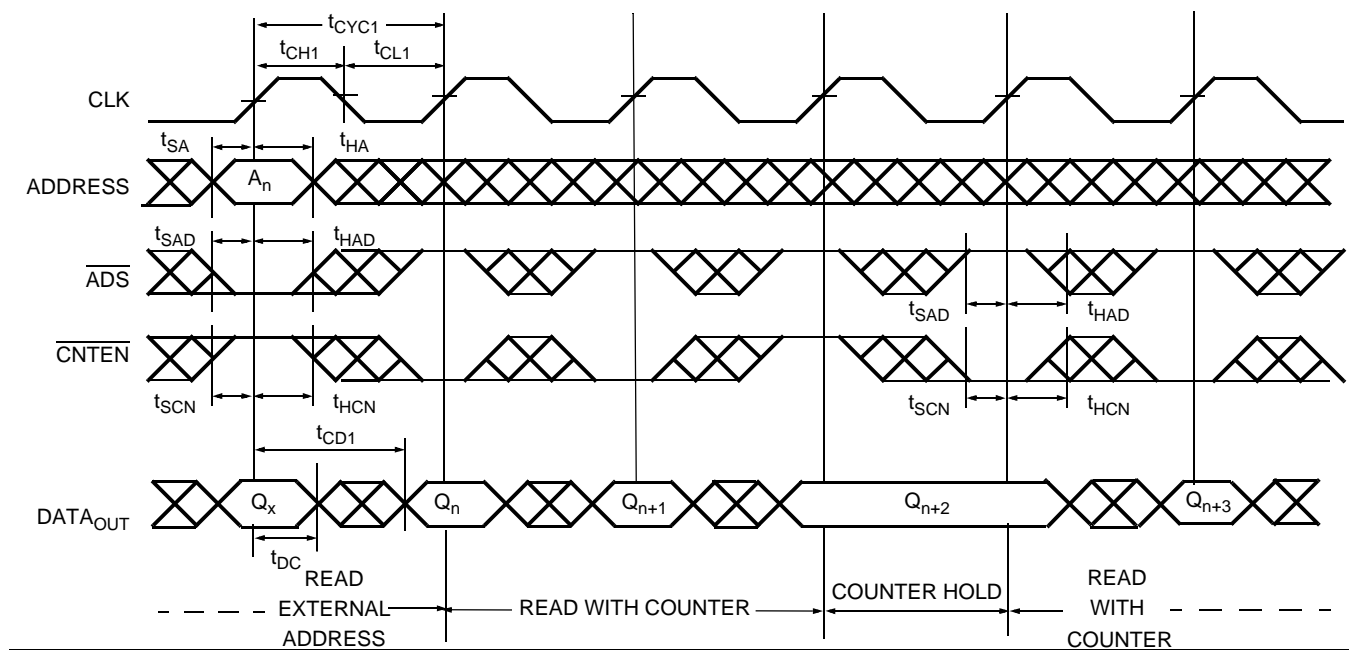 tCYC1
tCH1 tCL1
CLK
tSA tHA
ADDRESS An
tSAD tHAD
ADS
tSAD tHAD
CNTEN
tSCN tHCN tSCN tHCN
tCD1
DATAOUT Qx Qn Qn+1 Qn+2 Qn+3
tDC
READ EXTERNAL ADDRESS
READ WITH COUNTER
COUNTER HOLD
READ WITH COUNTER